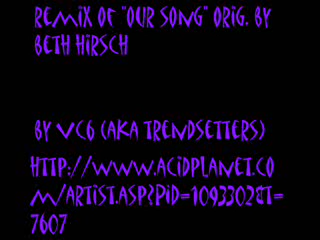 Remix of "Our Song" orig. by
Beth Hirsch
by VC6 (aka Trendsetters)
http://www.acidplanet.co
m/artist.asp?PID=1093302&T=
7607